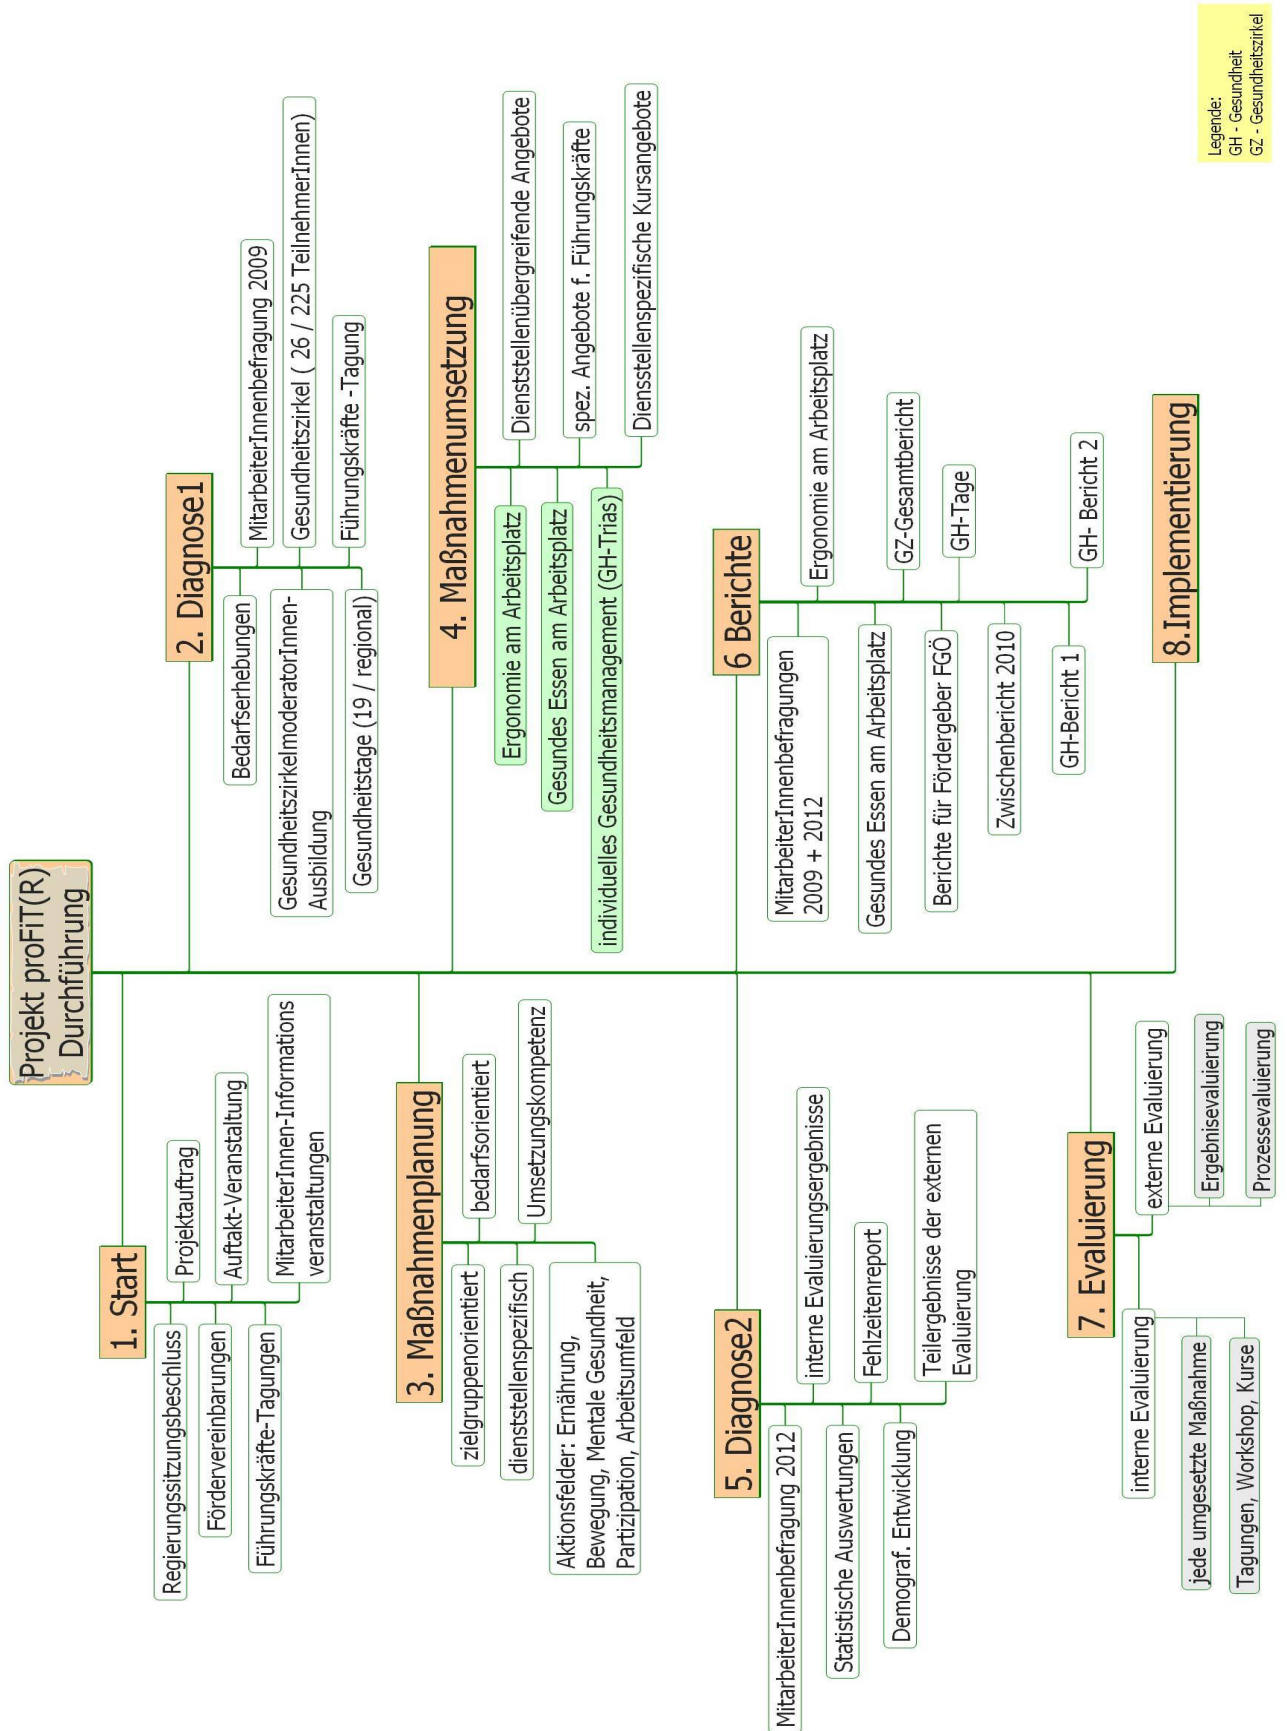 Projekt proFiT(R)
Durchführung
1. Start
Regierungssitzungsbeschluss
Projektauftrag
Fördervereinbarungen
Auftakt-Veranstaltung
Führungskräfte-Tagungen
MitarbeiterInnen-Informations
veranstaltungen
2. Diagnose1
Bedarfserhebungen
MitarbeiterInnenbefragung 2009
GesundheitszirkelmoderatorInnen-
Ausbildung
Gesundheitszirkel ( 26 / 225 TeilnehmerInnen)
Gesundheitstage (19 / regional)
Führungskräfte -Tagung
3. Maßnahmenplanung
zielgruppenorientiert
bedarfsorientiert
dienststellenspezifisch
Umsetzungskompetenz
Aktionsfelder: Ernährung,
Bewegung, Mentale Gesundheit,
Partizipation, Arbeitsumfeld
4. Maßnahmenumsetzung
Ergonomie am Arbeitsplatz
Dienststellenübergreifende Angebote
Gesundes Essen am Arbeitsplatz
spez. Angebote f. Führungskräfte
individuelles Gesundheitsmanagement (GH-Trias)
Diensstellenspezifische Kursangebote
5. Diagnose2
MitarbeiterInnenbefragung 2012
interne Evaluierungsergebnisse
Statistische Auswertungen
Fehlzeitenreport
Demograf. Entwicklung
Teilergebnisse der externen
Evaluierung
6 Berichte
MitarbeiterInnenbefragungen
2009 + 2012
Ergonomie am Arbeitsplatz
Gesundes Essen am Arbeitsplatz
GZ-Gesamtbericht
Berichte für Fördergeber FGÖ
GH-Tage
Zwischenbericht 2010
GH-Bericht 1
GH- Bericht 2
7. Evaluierung
interne Evaluierung
jede umgesetzte Maßnahme
Tagungen, Workshop, Kurse
externe Evaluierung
Ergebnisevaluierung
Prozessevaluierung
8.Implementierung
Legende:
GH - Gesundheit
GZ - Gesundheitszirkel